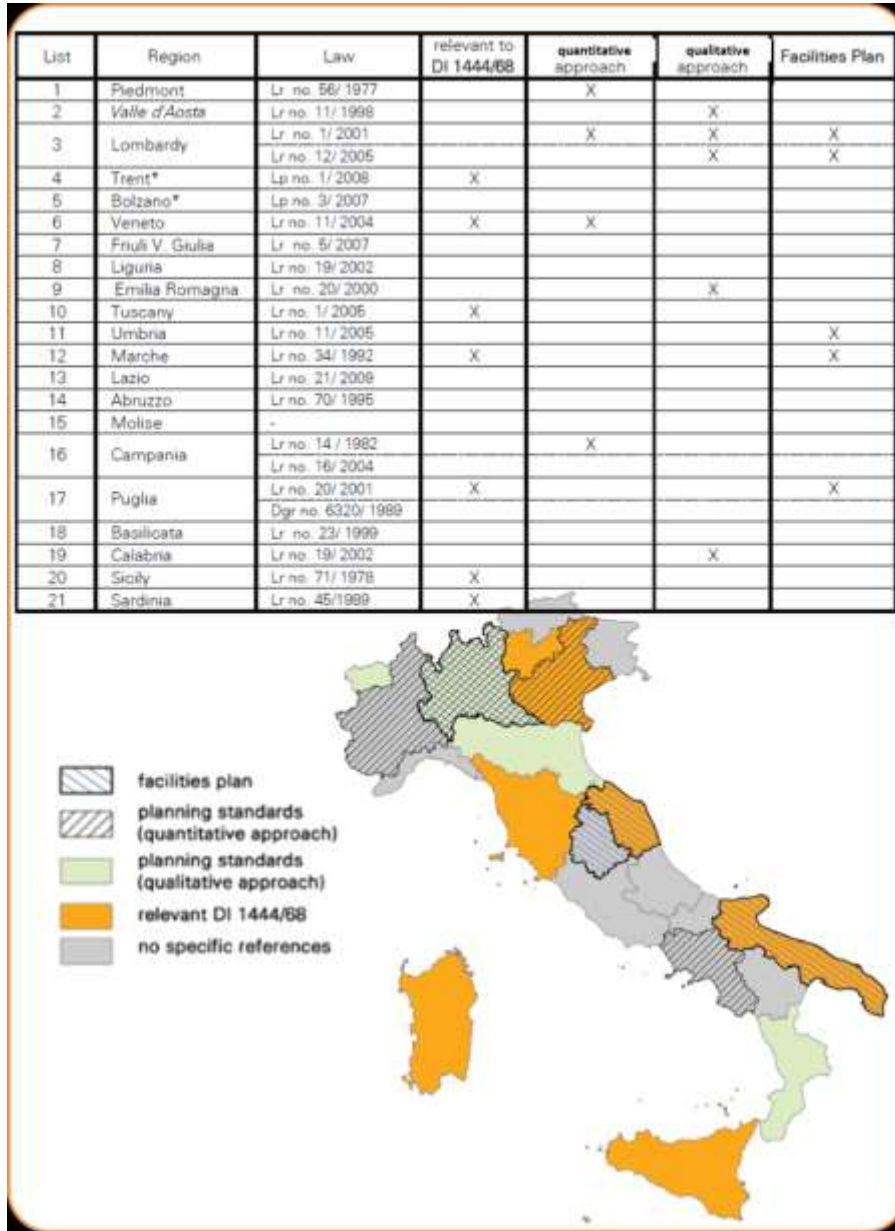 List Region Law relevant to DI 1444/68 quantitative approach qualitative approach Facilities Plan
1 Piedmont Lr no. 56/ 1977 X
2 Valle d'Aosta Lr no. 11/ 1998 X
3 Lombardy Lr no. 1/ 2001 X X X
Lr no. 12/ 2005 X X
4 Trent* Lp no. 1/ 2008 X
5 Bolzano* Lp no. 3/ 2007
6 Veneto Lr no. 11/ 2004 X X
7 Friuli V. Giulia Lr no. 5/ 2007
8 Liguria Lr no. 19/ 2002
9 Emilia Romagna Lr no. 20/ 2000 X
10 Tuscany Lr no. 1/ 2005 X
11 Umbria Lr no. 11/ 2005 X
12 Marche Lr no. 34/ 1992 X X
13 Lazio Lr no. 21/ 2009
14 Abruzzo Lr no. 70/ 1995
15 Molise -
16 Campania Lr no. 14 / 1982 X
Lr no. 16/ 2004
17 Puglia Lr no. 20/ 2001 X X
Dgr no. 6320/ 1989
18 Basilicata Lr no. 23/ 1999
19 Calabria Lr no. 19/ 2002 X
20 Sicily Lr no. 71/ 1978 X
21 Sardinia Lr no. 45/1989 X
facilities plan
planning standards
(quantitative approach)
planning standards
(qualitative approach)
relevant DI 1444/68
no specific references